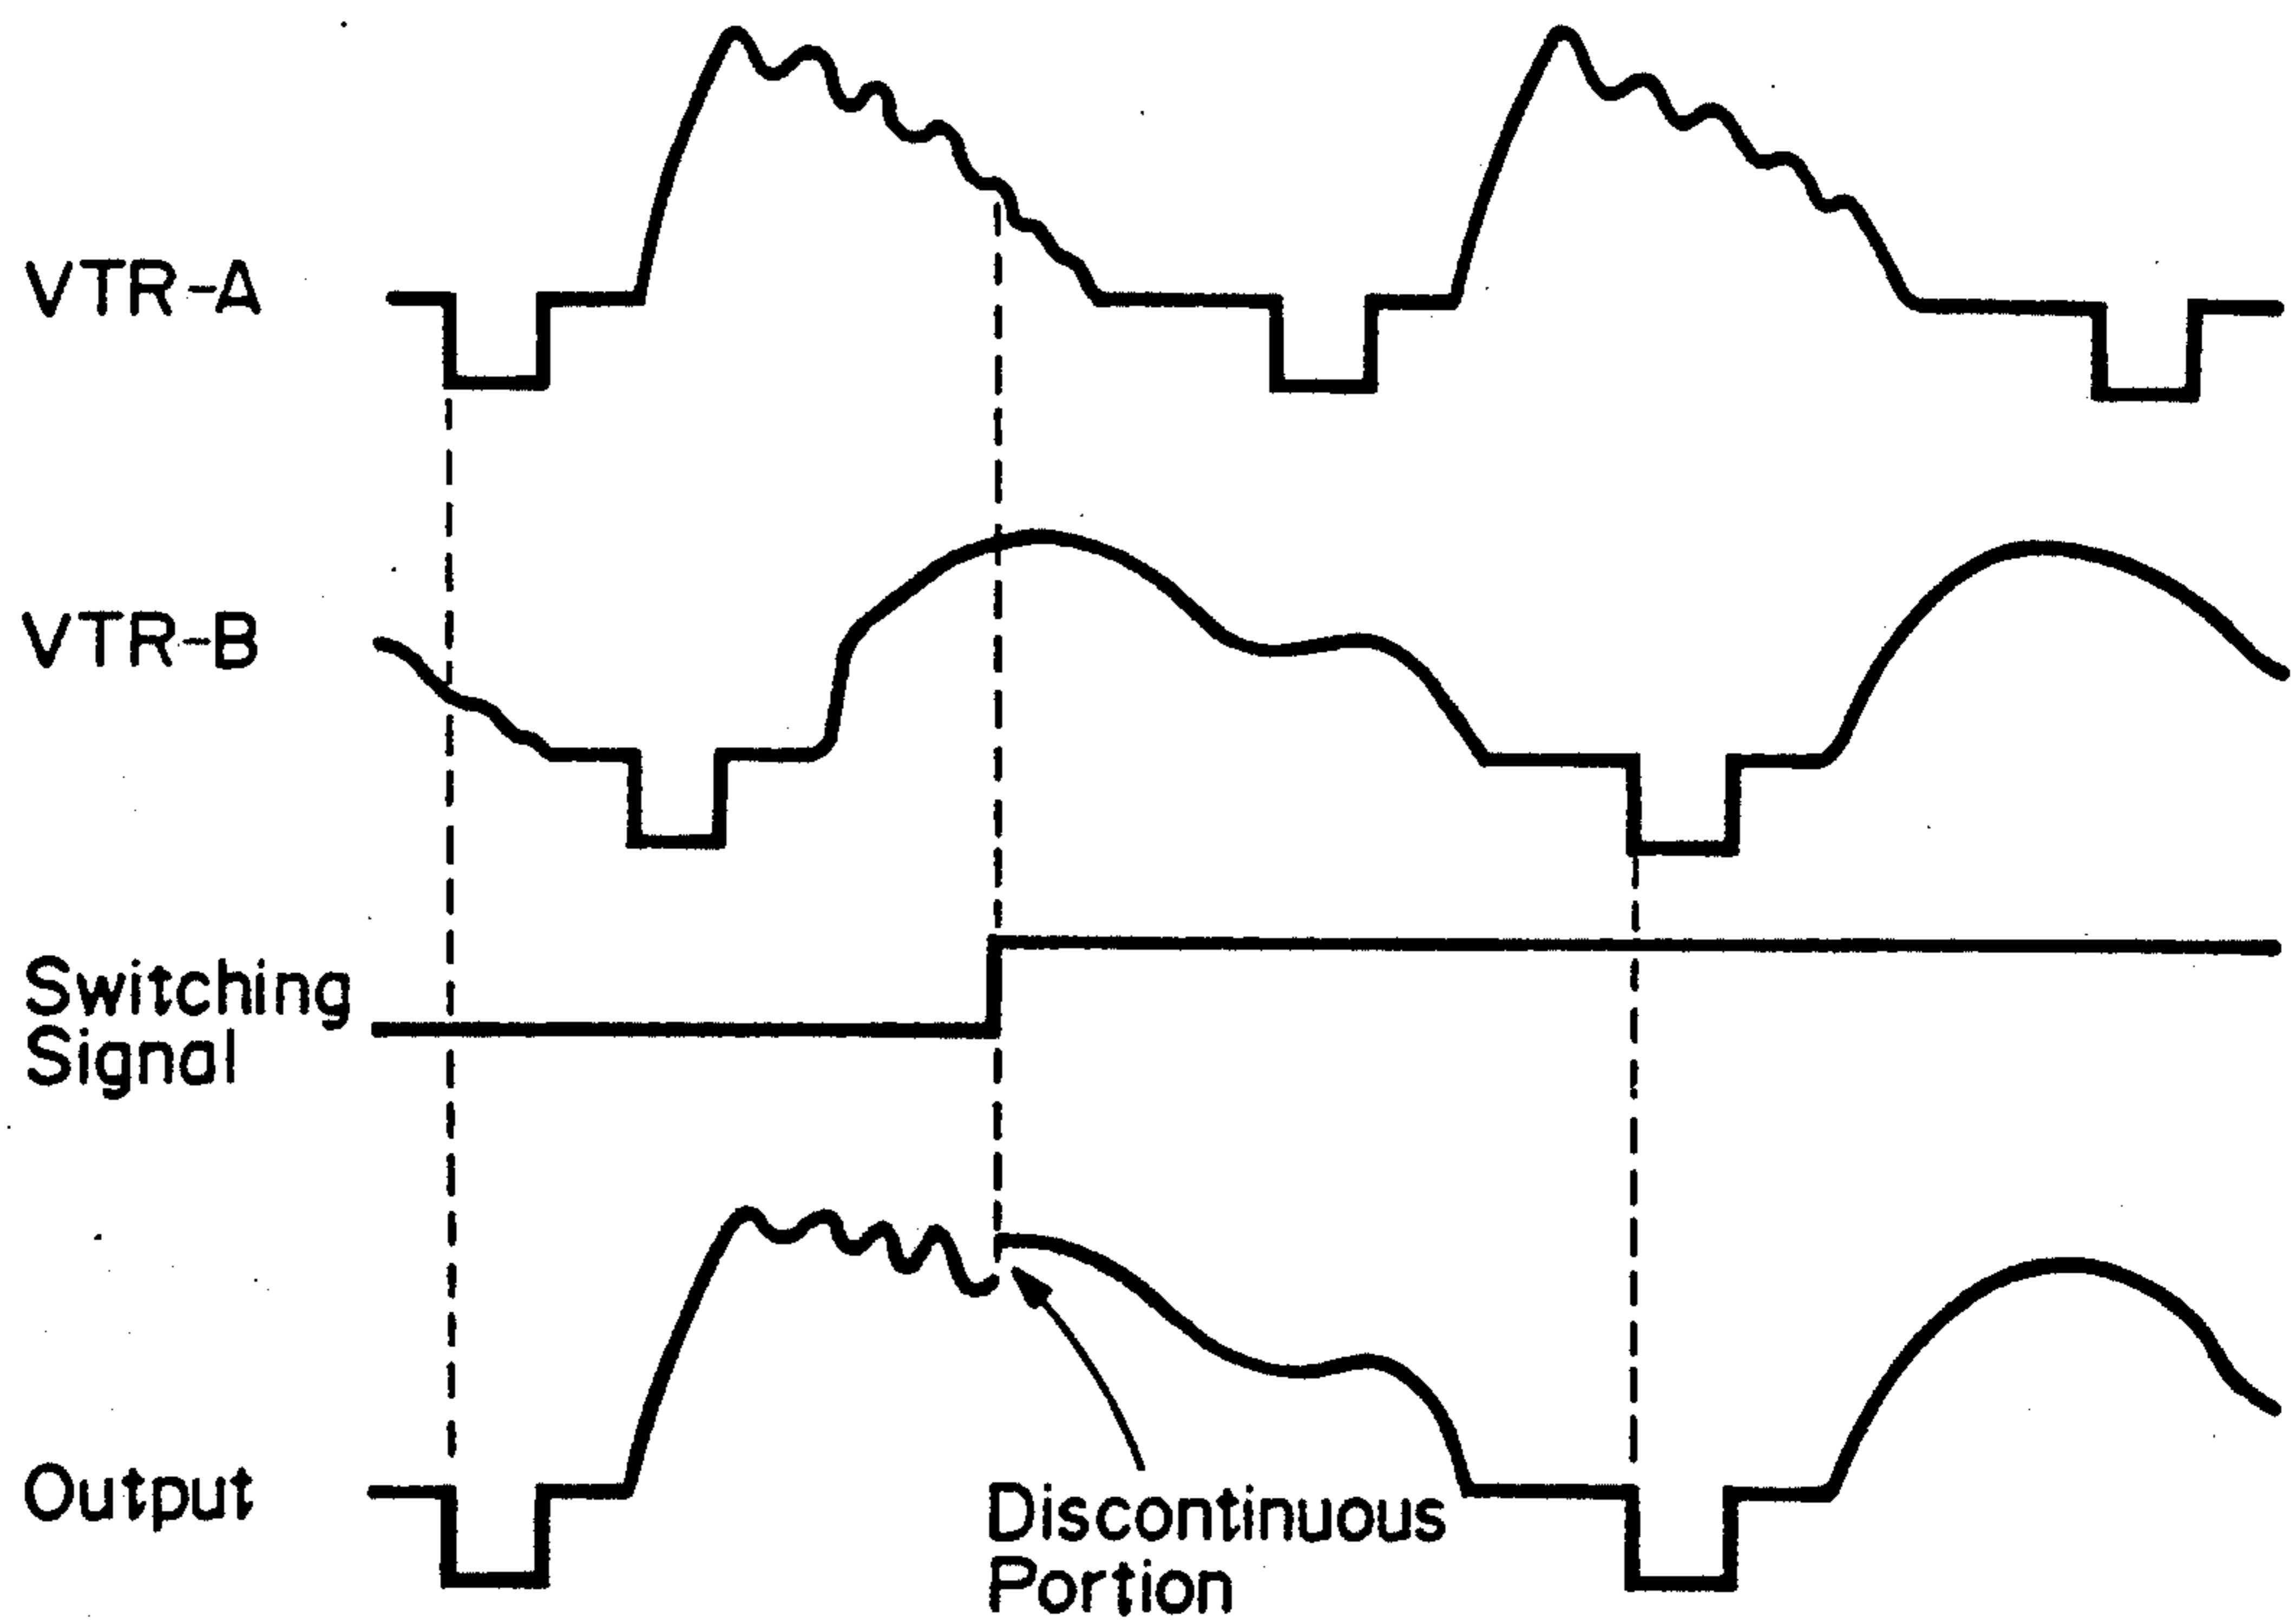 VTR-A
VTR-B
Switching
Signal
Output
Discontinuous
Portion